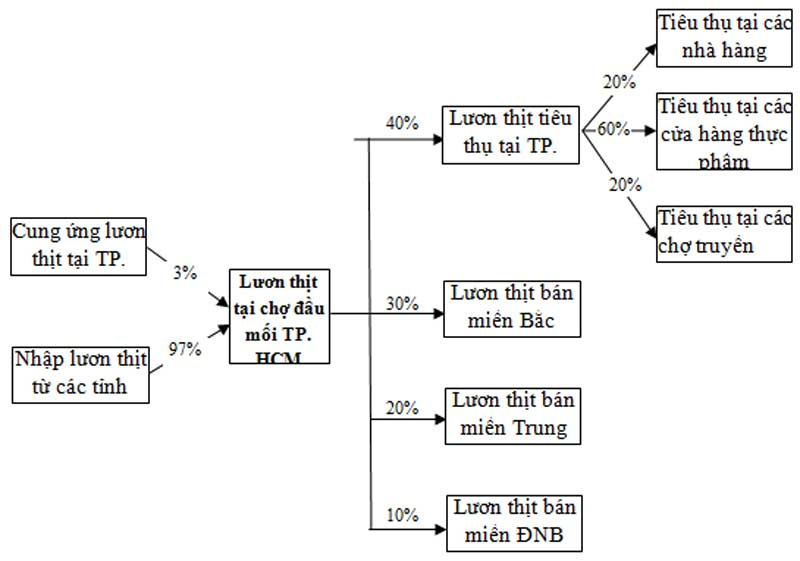 Cung ứng lươn
thịt tại TP.
3%
Nhập lươn thịt
từ các tỉnh
97%
Lươn thịt
tại chợ đầu
mối TP.
HCM
40%
Lươn thịt tiêu
thụ tại TP.
20%
Tiêu thụ tại các
nhà hàng
60%
Tiêu thụ tại các
cửa hàng thực
phẩm
20%
Tiêu thụ tại các
chợ truyền
30%
Lươn thịt bán
miền Bắc
20%
Lươn thịt bán
miền Trung
10%
Lươn thịt bán
miền ĐNB